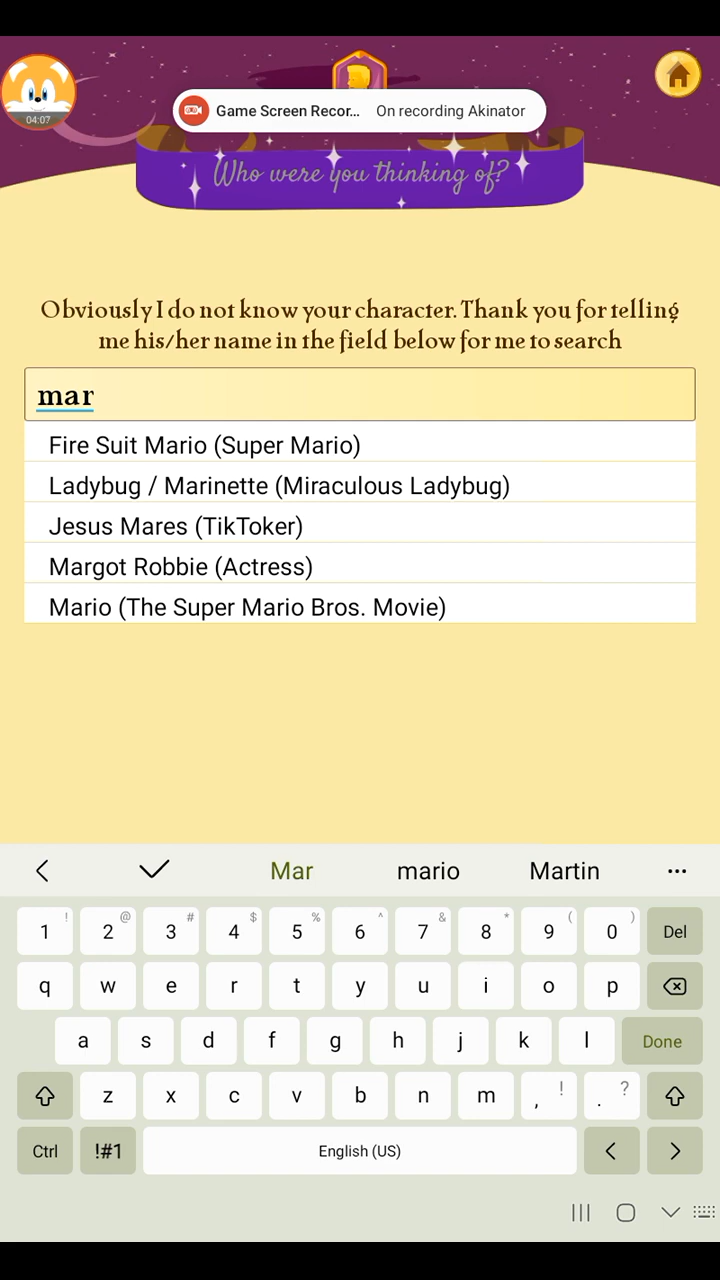 04:07
Game Screen Recor... On recording Akinator
Who were you thinking of?
Obviously I do not know your character. Thank you for telling
me his/her name in the field below for me to search
mar
Fire Suit Mario (Super Mario)
Ladybug / Marinette (Miraculous Ladybug)
Jesus Mares (TikToker)
Margot Robbie (Actress)
Mario (The Super Mario Bros. Movie)
Mar mario Martin ...
! @ # $ % ^ & * ( )
1 2 3 4 5 6 7 8 9 0 Del
q w e r t y u i o p
a s d f g h j k l Done
z x c v b n m , ! . ?
Ctrl !#1 English (US) < >